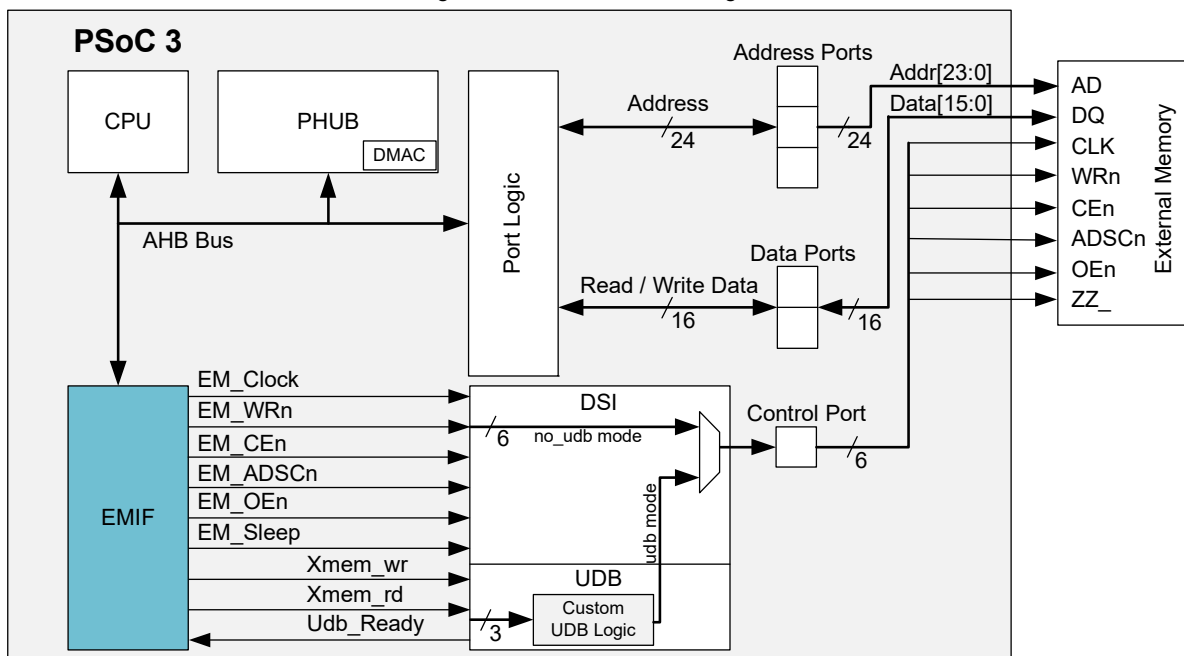 PSoC 3
CPU
PHUB
DMAC
AHB Bus
Port Logic
Address
24
Address Ports
24
Addr[23:0]
Data[15:0]
Read / Write Data
16
Data Ports
16
AD
DQ
CLK
WRn
CEn
ADSCn
OEn
ZZ_
External Memory
EMIF
EM_Clock
EM_WRn
EM_CEn
EM_ADSCn
EM_OEn
EM_Sleep
Xmem_wr
Xmem_rd
Udb_Ready
DSI
6
no_udb mode
udb mode
UDB
3
Custom
UDB Logic
Control Port
6